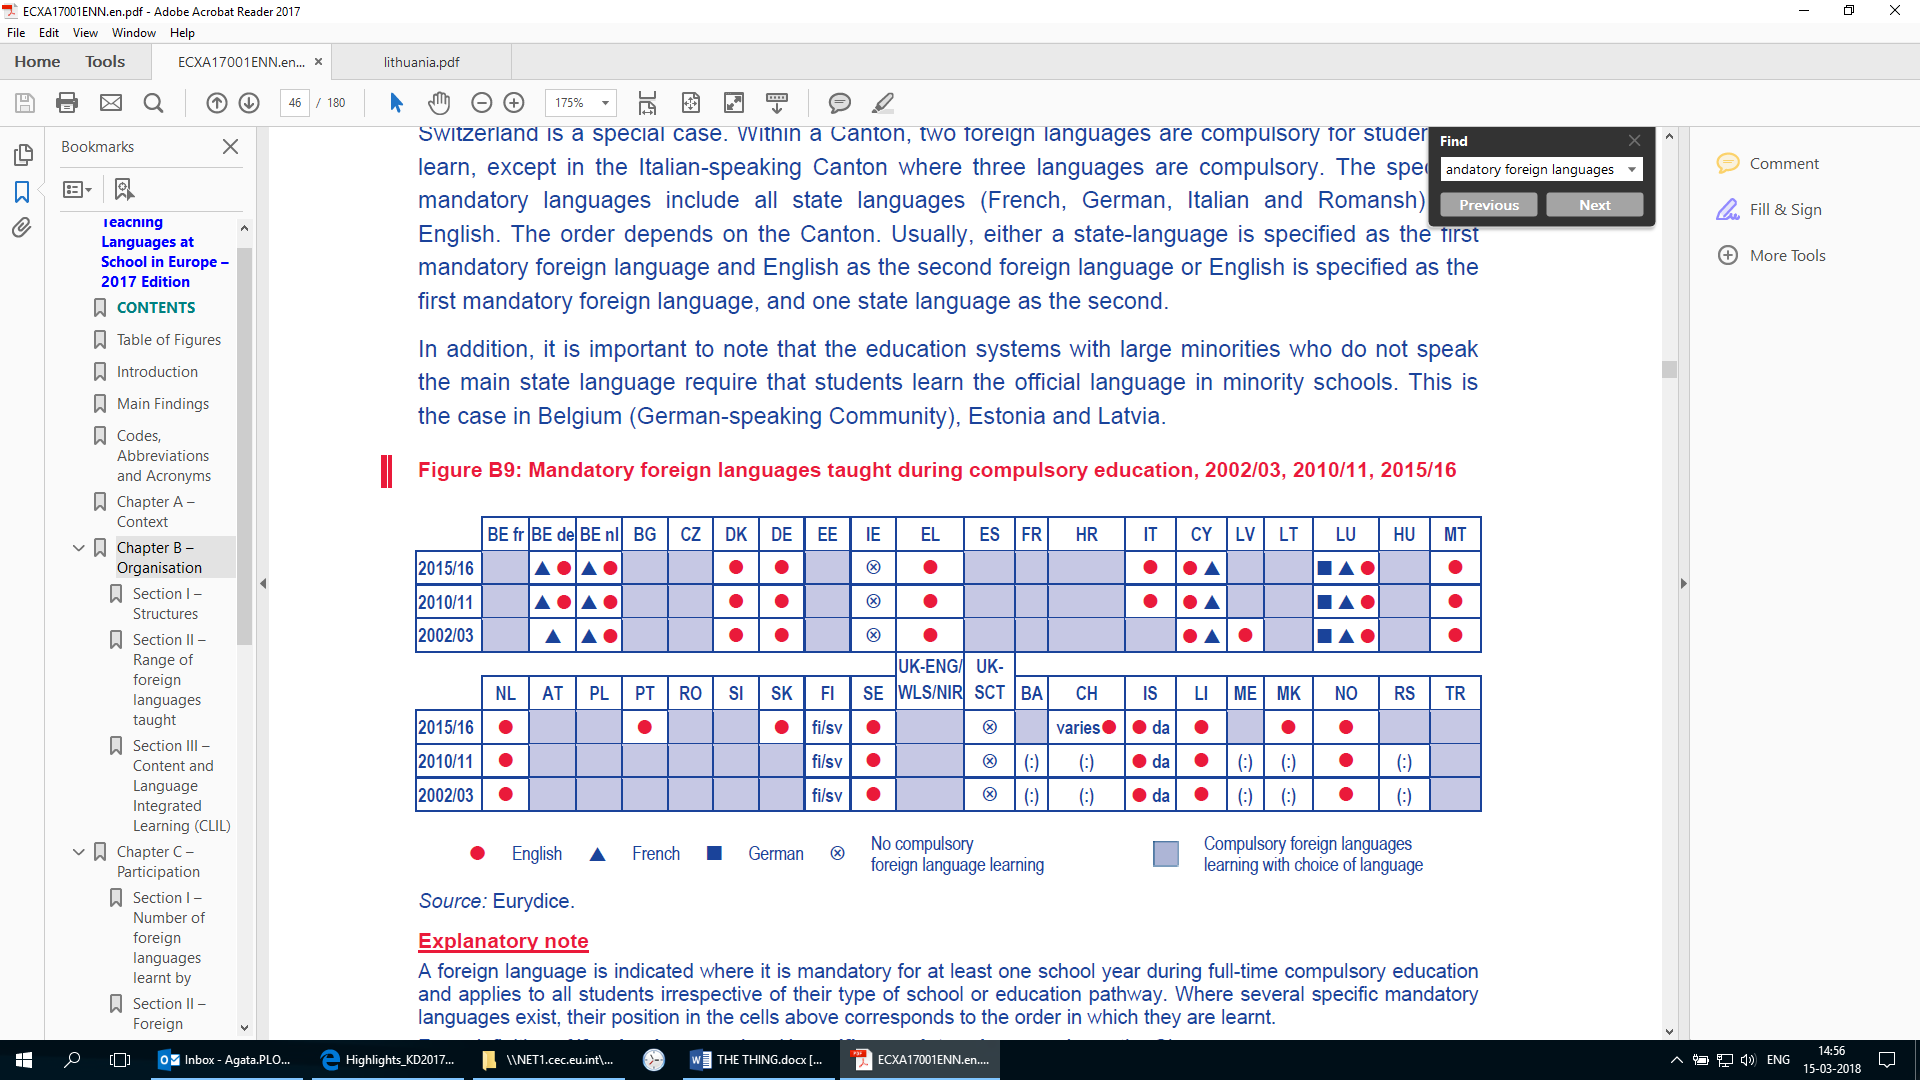 ECXA17001ENN.en.pdf - Adobe Acrobat Reader 2017
File Edit View Window Help
Home Tools ECXA17001ENN.en... × lithuania.pdf
46 / 180 175%
Bookmarks
Teaching
Languages at
School in Europe –
2017 Edition
CONTENTS
Table of Figures
Introduction
Main Findings
Codes,
Abbreviations
and Acronyms
Chapter A –
Context
Chapter B –
Organisation
Section I –
Structures
Section II –
Range of
foreign
languages
taught
Section III –
Content and
Language
Integrated
Learning (CLIL)
Chapter C –
Participation
Section I –
Number of
foreign
languages
learnt by
Section II –
Foreign
Switzerland is a special case. Within a Canton, two foreign languages are compulsory for studen
learn, except in the Italian-speaking Canton where three languages are compulsory. The spec
mandatory languages include all state languages (French, German, Italian and Romansh)
English. The order depends on the Canton. Usually, either a state-language is specified as the first
mandatory foreign language and English as the second foreign language or English is specified as the
first mandatory foreign language, and one state language as the second.
In addition, it is important to note that the education systems with large minorities who do not speak
the main state language require that students learn the official language in minority schools. This is
the case in Belgium (German-speaking Community), Estonia and Latvia.
Figure B9: Mandatory foreign languages taught during compulsory education, 2002/03, 2010/11, 2015/16
BE fr BE de BE nl BG CZ DK DE EE IE EL ES FR HR IT CY LV LT LU HU MT
2015/16
2010/11
2002/03
UK-ENG/ UK-
NL AT PL PT RO SI SK FI SE WLS/NIR SCT BA CH IS LI ME MK NO RS TR
2015/16 fi/sv varies da
2010/11 fi/sv (:) (:) da (:) (:) (:)
2002/03 fi/sv (:) (:) da (:) (:) (:)
English French German No compulsory
foreign language learning
Compulsory foreign languages
learning with choice of language
Source: Eurydice.
Explanatory note
A foreign language is indicated where it is mandatory for at least one school year during full-time compulsory education
and applies to all students irrespective of their type of school or education pathway. Where several specific mandatory
languages exist, their position in the cells above corresponds to the order in which they are learnt.
Find
andatory foreign languages
Previous Next
Comment
Fill & Sign
More Tools
Inbox - Agata.PLO... Highlights_KD2017... \\NET1.cec.eu.int\... THE THING.docx [... ECXA17001ENN.en....
ENG
14:56
15-03-2018